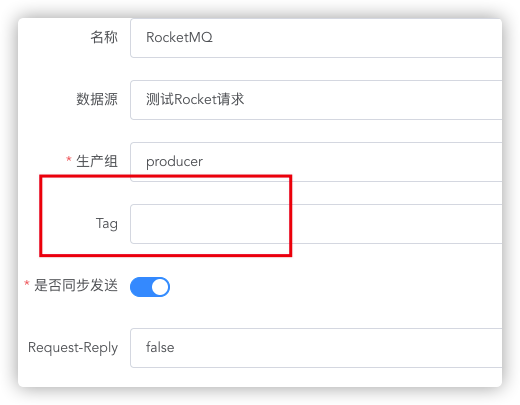 名称 RocketMQ
数据源 测试Rocket请求
* 生产组 producer
Tag
* 是否同步发送
Request-Reply false